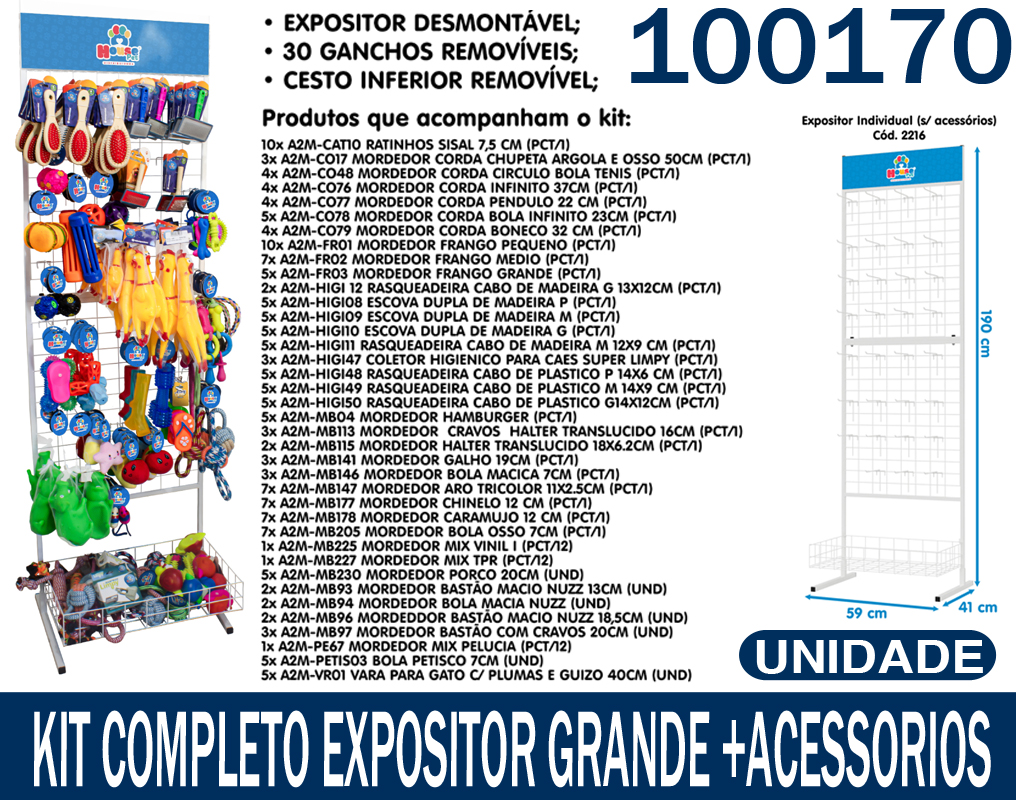 House
Pet
• EXPOSITOR DESMONTÁVEL;
• 30 GANCHOS REMOVÍVEIS;
• CESTO INFERIOR REMOVÍVEL;
100170
Produtos que acompanham o kit:
10x A2M-CAT10 RATINHOS SISAL 7,5 CM (PCT/1)
3x A2M-CO17 MORDEDOR CORDA CHUPETA ARGOLA E OSSO 50CM (PCT/1)
4x A2M-CO48 MORDEDOR CORDA CIRCULO BOLA TENIS (PCT/1)
4x A2M-CO76 MORDEDOR CORDA INFINITO 37CM (PCT/1)
4x A2M-CO77 MORDEDOR CORDA PENDULO 22 CM (PCT/1)
5x A2M-CO78 MORDEDOR CORDA BOLA INFINITO 23CM (PCT/1)
4x A2M-CO79 MORDEDOR CORDA BONECO 32 CM (PCT/1)
10x A2M-FR01 MORDEDOR FRANGO PEQUENO (PCT/1)
7x A2M-FR02 MORDEDOR FRANGO MEDIO (PCT/1)
5x A2M-FR03 MORDEDOR FRANGO GRANDE (PCT/1)
2x A2M-HIGI 12 RASQUEADEIRA CABO DE MADEIRA G 13X12CM (PCT/1)
5x A2M-HIGI08 ESCOVA DUPLA DE MADEIRA P (PCT/1)
5x A2M-HIGI09 ESCOVA DUPLA DE MADEIRA M (PCT/1)
5x A2M-HIGI10 ESCOVA DUPLA DE MADEIRA G (PCT/1)
5x A2M-HIGI11 RASQUEADEIRA CABO DE MADEIRA M 12X9 CM (PCT/1)
3x A2M-HIGI47 COLETOR HIGIENICO PARA CAES SUPER LIMPY (PCT/1)
5x A2M-HIGI48 RASQUEADEIRA CABO DE PLASTICO P 14X6 CM (PCT/1)
5x A2M-HIGI49 RASQUEADEIRA CABO DE PLASTICO M 14X9 CM (PCT/1)
5x A2M-HIGI50 RASQUEADEIRA CABO DE PLASTICO G14X12CM (PCT/1)
5x A2M-MB04 MORDEDOR HAMBURGER (PCT/1)
3x A2M-MB113 MORDEDOR CRAVOS HALTER TRANSLUCIDO 16CM (PCT/1)
2x A2M-MB115 MORDEDOR HALTER TRANSLUCIDO 18X6.2CM (PCT/1)
3x A2M-MB141 MORDEDOR GALHO 19CM (PCT/1)
3x A2M-MB146 MORDEDOR BOLA MACICA 7CM (PCT/1)
7x A2M-MB147 MORDEDOR ARO TRICOLOR 11X2.5CM (PCT/1)
7x A2M-MB177 MORDEDOR CHINELO 12 CM (PCT/1)
7x A2M-MB178 MORDEDOR CARAMUJO 12 CM (PCT/1)
7x A2M-MB205 MORDEDOR BOLA OSSO 7CM (PCT/1)
1x A2M-MB225 MORDEDOR MIX VINIL I (PCT/12)
1x A2M-MB227 MORDEDOR MIX TPR (PCT/12)
5x A2M-MB230 MORDEDOR PORCO 20CM (UND)
2x A2M-MB93 MORDEDOR BASTÃO MACIO NUZZ 13CM (UND)
2x A2M-MB94 MORDEDOR BOLA MACIA NUZZ (UND)
2x A2M-MB96 MORDEDDOR BASTÃO MACIO NUZZ 18,5CM (UND)
3x A2M-MB97 MORDEDOR BASTÃO COM CRAVOS 20CM (UND)
1x A2M-PE67 MORDEDOR MIX PELUCIA (PCT/12)
5x A2M-PETIS03 BOLA PETISCO 7CM (UND)
5x A2M-VR01 VARA PARA GATO C/ PLUMAS E GUIZO 40CM (UND)
Expositor Individual (s/ acessórios)
Cód. 2216
House
190 cm
59 cm
41 cm
UNIDADE
KIT COMPLETO EXPOSITOR GRANDE +ACESSORIOS